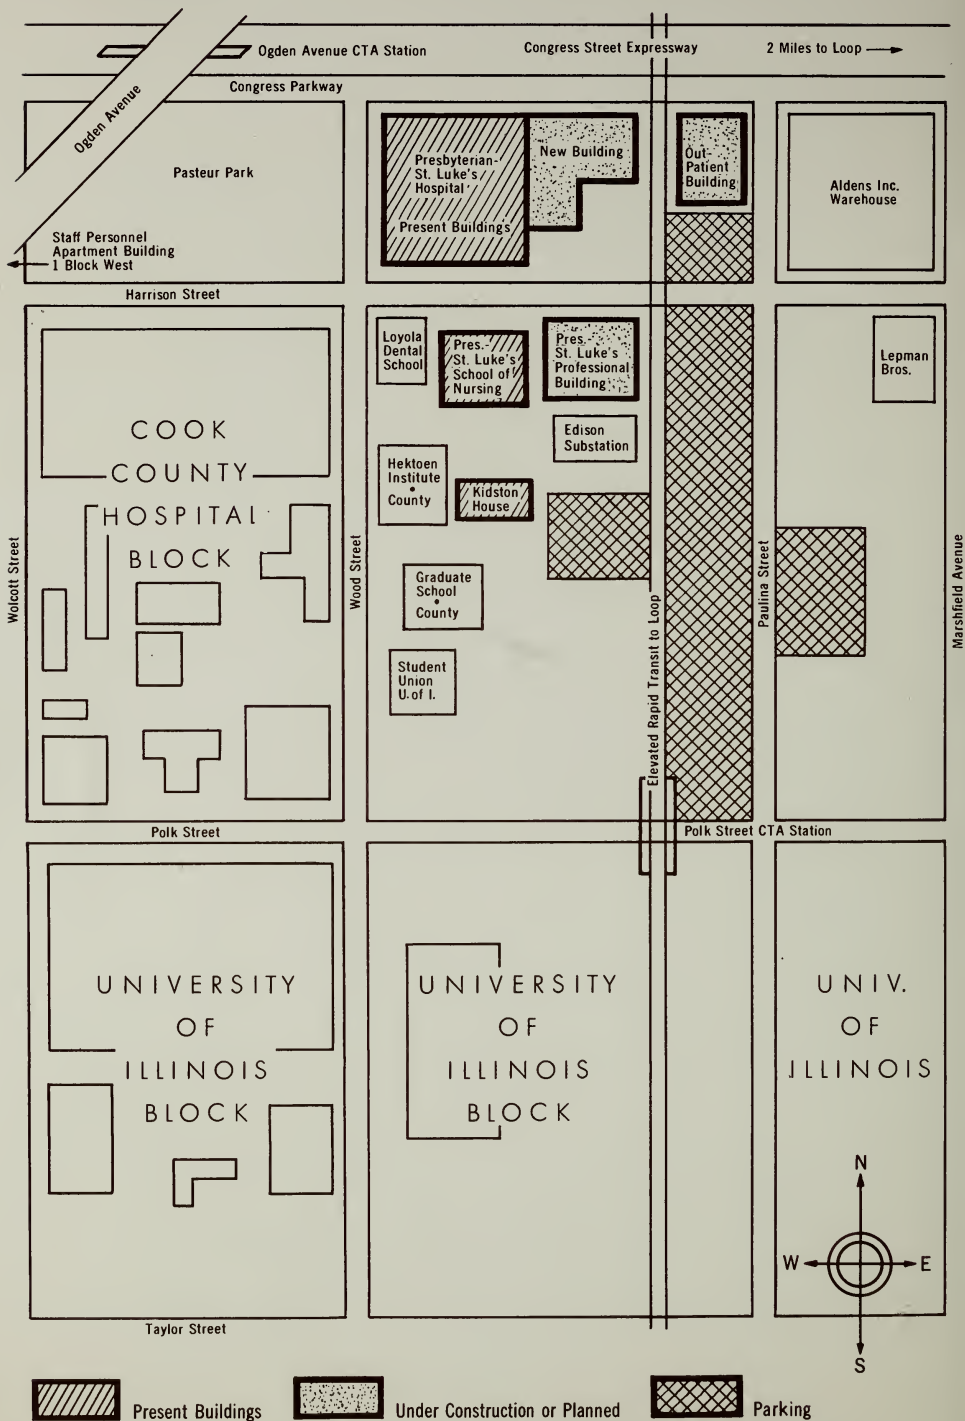 Ogden Avenue CTA Station
Congress Street Expressway
2 Miles to Loop
Congress Parkway
Ogden Avenue
Pasteur Park
Presbyterian-
St. Luke's
Hospital
Present Buildings
New Building
Out-
Patient
Building
Aldens Inc.
Warehouse
Staff Personnel
Apartment Building
1 Block West
Harrison Street
Loyola
Dental
School
Pres.-
St. Luke's
School of
Nursing
Pres.-
St. Luke's
Professional
Building
Lepman
Bros.
Edison
Substation
COOK
COUNTY
HOSPITAL
BLOCK
Hektoen
Institute
•
County
Kidston
House
Graduate
School
•
County
Student
Union
U. of I.
Wolcott Street
Wood Street
Elevated Rapid Transit to Loop
Paulina Street
Marshfield Avenue
Polk Street
Polk Street CTA Station
UNIVERSITY
OF
ILLINOIS
BLOCK
UNIVERSITY
OF
ILLINOIS
BLOCK
UNIV.
OF
ILLINOIS
N
W
E
S
Taylor Street
Present Buildings
Under Construction or Planned
Parking